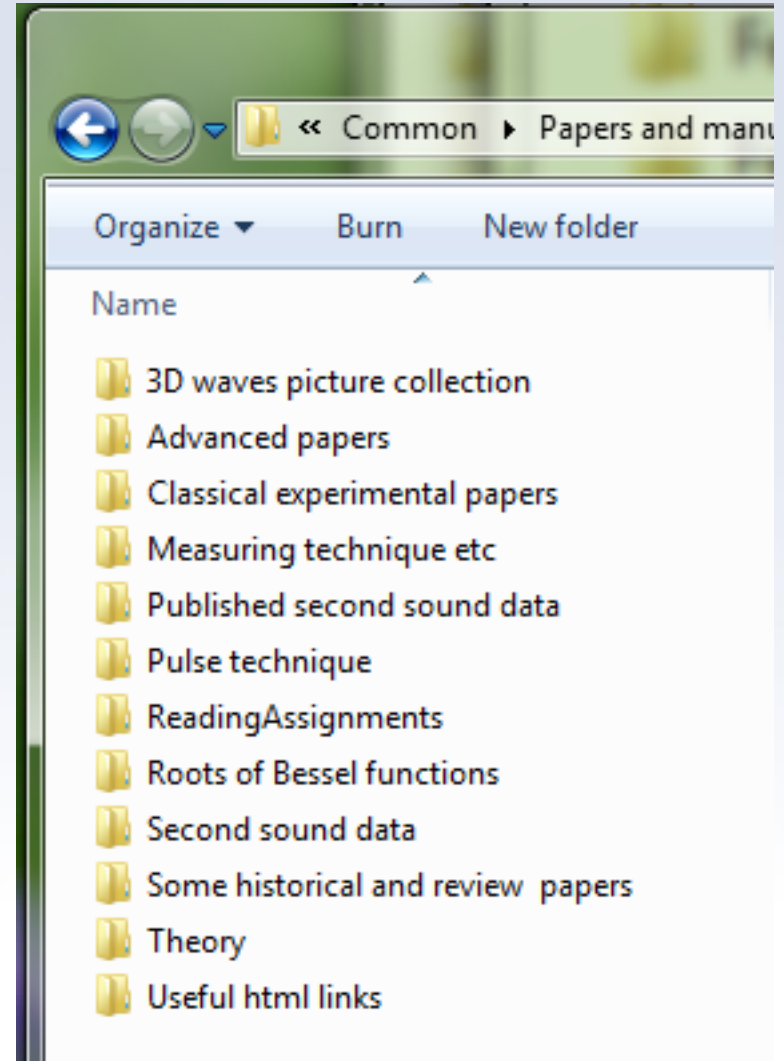 « Common ▸ Papers and manu
Organize ▾ Burn New folder
Name
3D waves picture collection
Advanced papers
Classical experimental papers
Measuring technique etc
Published second sound data
Pulse technique
ReadingAssignments
Roots of Bessel functions
Second sound data
Some historical and review  papers
Theory
Useful html links